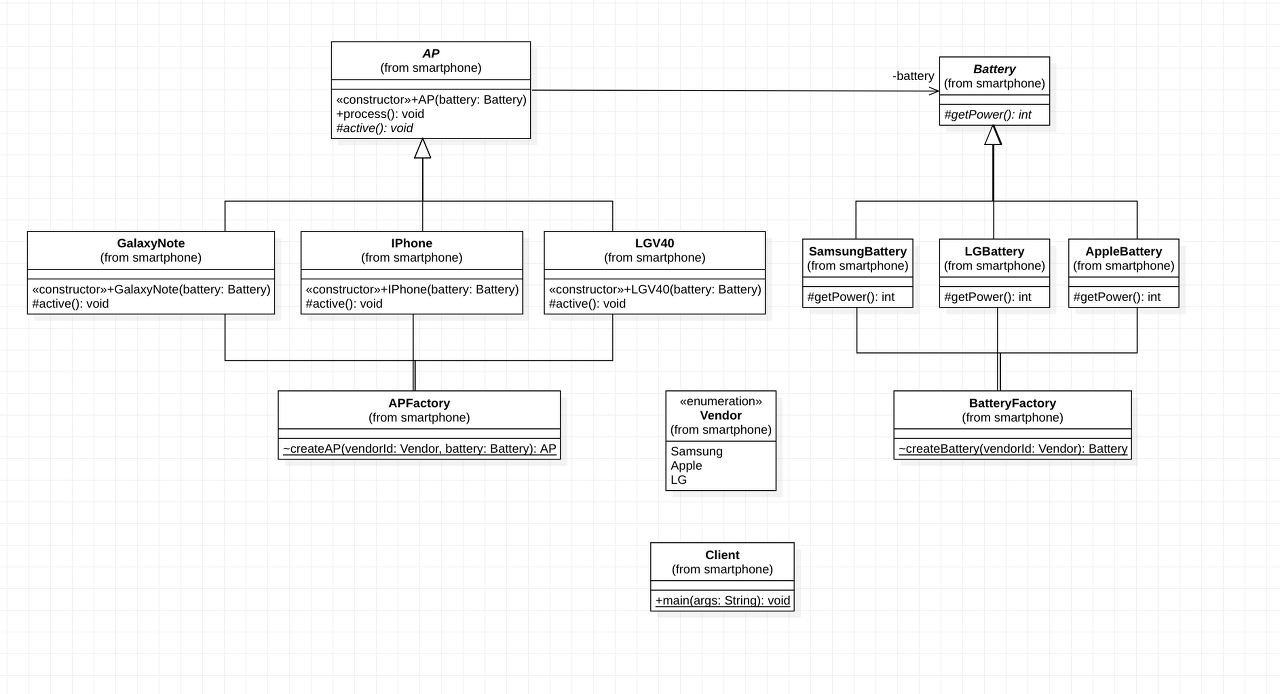 AP
(from smartphone)
«constructor»+AP(battery: Battery)
+process(): void
#active(): void
-battery
Battery
(from smartphone)
#getPower(): int
GalaxyNote
(from smartphone)
«constructor»+GalaxyNote(battery: Battery)
#active(): void
IPhone
(from smartphone)
«constructor»+IPhone(battery: Battery)
#active(): void
LGV40
(from smartphone)
«constructor»+LGV40(battery: Battery)
#active(): void
SamsungBattery
(from smartphone)
#getPower(): int
LGBattery
(from smartphone)
#getPower(): int
AppleBattery
(from smartphone)
#getPower(): int
APFactory
(from smartphone)
~createAP(vendorId: Vendor, battery: Battery): AP
«enumeration»
Vendor
(from smartphone)
Samsung
Apple
LG
BatteryFactory
(from smartphone)
~createBattery(vendorId: Vendor): Battery
Client
(from smartphone)
+main(args: String): void